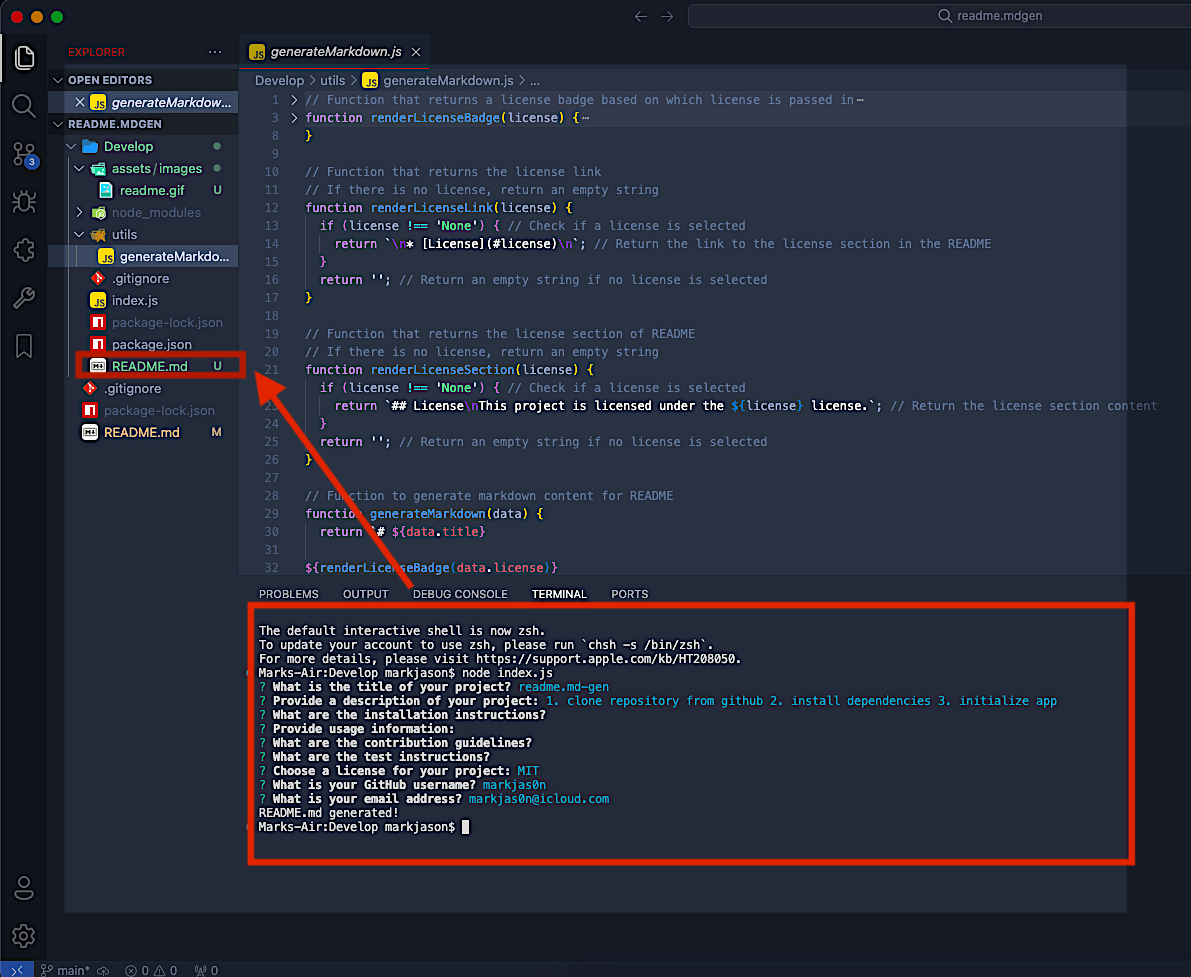 readme.mdgen
EXPLORER
generateMarkdown.js
OPEN EDITORS
generateMarkdow...
README.MDGEN
Develop
assets/images
readme.gif U
node_modules
utils
generateMarkdo...
.gitignore
index.js
package-lock.json
package.json
README.md U
.gitignore
package-lock.json
README.md M
3
Develop > utils > JS generateMarkdown.js > ...
1 > // Function that returns a license badge based on which license is passed in⋯
3 > function renderLicenseBadge(license) {⋯
8 }
9
10 // Function that returns the license link
11 // If there is no license, return an empty string
12 function renderLicenseLink(license) {
13 if (license !== 'None') { // Check if a license is selected
14 return `\n* [License](#license)\n`; // Return the link to the license section in the README
15 }
16 return ''; // Return an empty string if no license is selected
17 }
18
19 // Function that returns the license section of README
20 // If there is no license, return an empty string
21 function renderLicenseSection(license) {
22 if (license !== 'None') { // Check if a license is selected
23 return `## License\nThis project is licensed under the ${license} license.`; // Return the license section content
24 }
25 return ''; // Return an empty string if no license is selected
26 }
27
28 // Function to generate markdown content for README
29 function generateMarkdown(data) {
30 return `# ${data.title}
31
32 ${renderLicenseBadge(data.license)}
PROBLEMS OUTPUT DEBUG CONSOLE TERMINAL PORTS
The default interactive shell is now zsh.
To update your account to use zsh, please run `chsh -s /bin/zsh`.
For more details, please visit https://support.apple.com/kb/HT208050.
Marks-Air:Develop markjason$ node index.js
? What is the title of your project? readme.md-gen
? Provide a description of your project: 1. clone repository from github 2. install dependencies 3. initialize app
? What are the installation instructions?
? Provide usage information:
? What are the contribution guidelines?
? What are the test instructions?
? Choose a license for your project: MIT
? What is your GitHub username? markjas0n
? What is your email address? markjas0n@icloud.com
README.md generated!
Marks-Air:Develop markjason$
main* 0 0 0